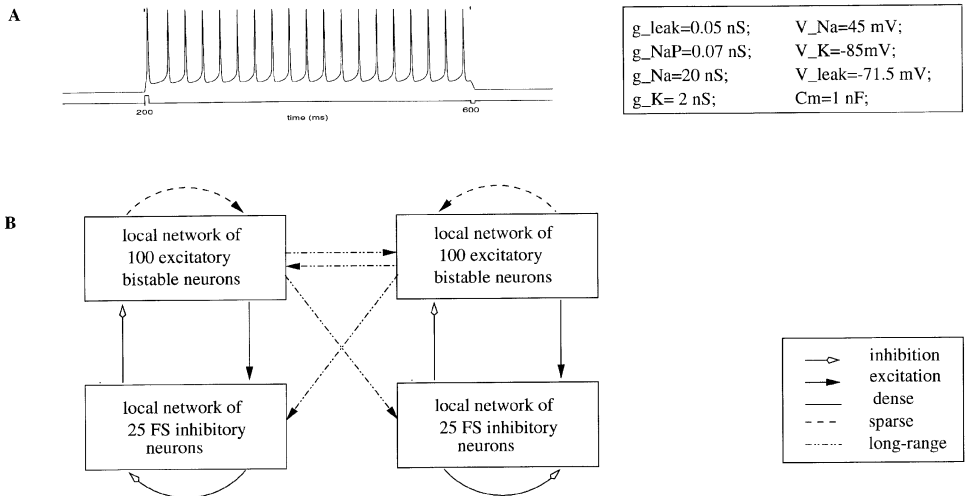 A
200
600
time (ms)
g_leak=0.05 nS; V_Na=45 mV;
g_NaP=0.07 nS; V_K=-85mV;
g_Na=20 nS; V_leak=-71.5 mV;
g_K= 2 nS; Cm=1 nF;
B
local network of
100 excitatory
bistable neurons
local network of
100 excitatory
bistable neurons
local network of
25 FS inhibitory
neurons
local network of
25 FS inhibitory
neurons
inhibition
excitation
dense
sparse
long-range